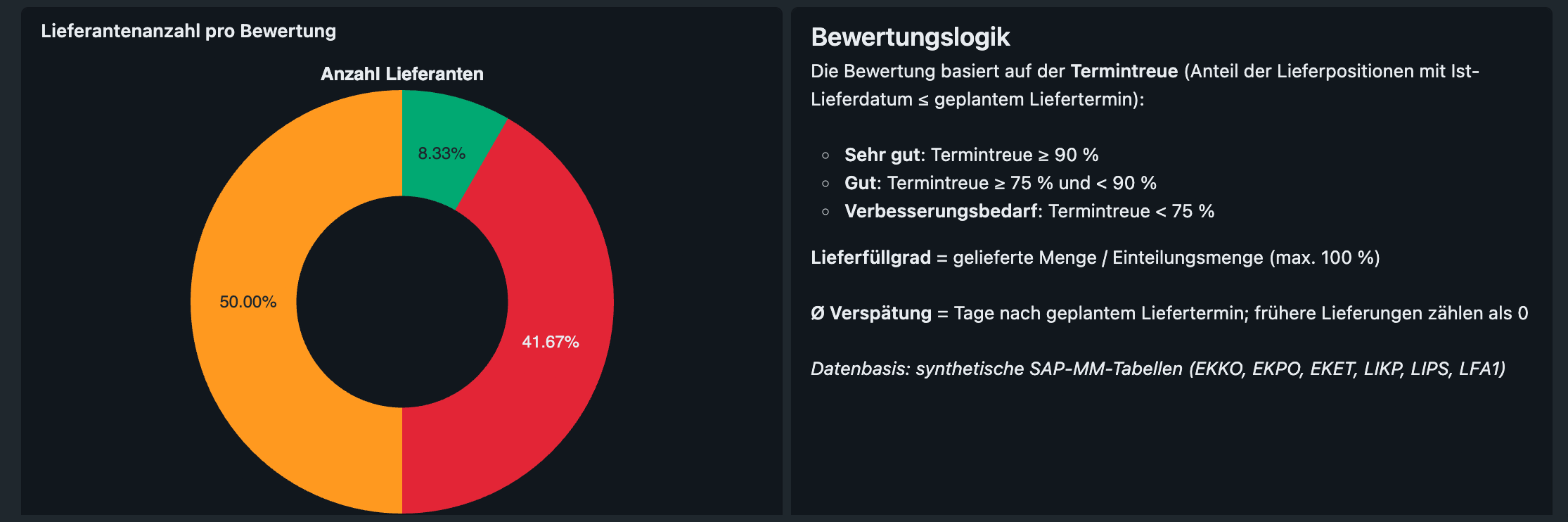 Lieferantenanzahl pro Bewertung
Anzahl Lieferanten
8.33%
50.00%
41.67%
Bewertungslogik
Die Bewertung basiert auf der Termintreue (Anteil der Lieferpositionen mit Ist-
Lieferdatum ≤ geplantem Liefertermin):
Sehr gut: Termintreue ≥ 90 %
Gut: Termintreue ≥ 75 % und < 90 %
Verbesserungsbedarf: Termintreue < 75 %
Lieferfüllgrad = gelieferte Menge / Einteilungsmenge (max. 100 %)
Ø Verspätung = Tage nach geplantem Liefertermin; frühere Lieferungen zählen als 0
Datenbasis: synthetische SAP-MM-Tabellen (EKKO, EKPO, EKET, LIKP, LIPS, LFA1)